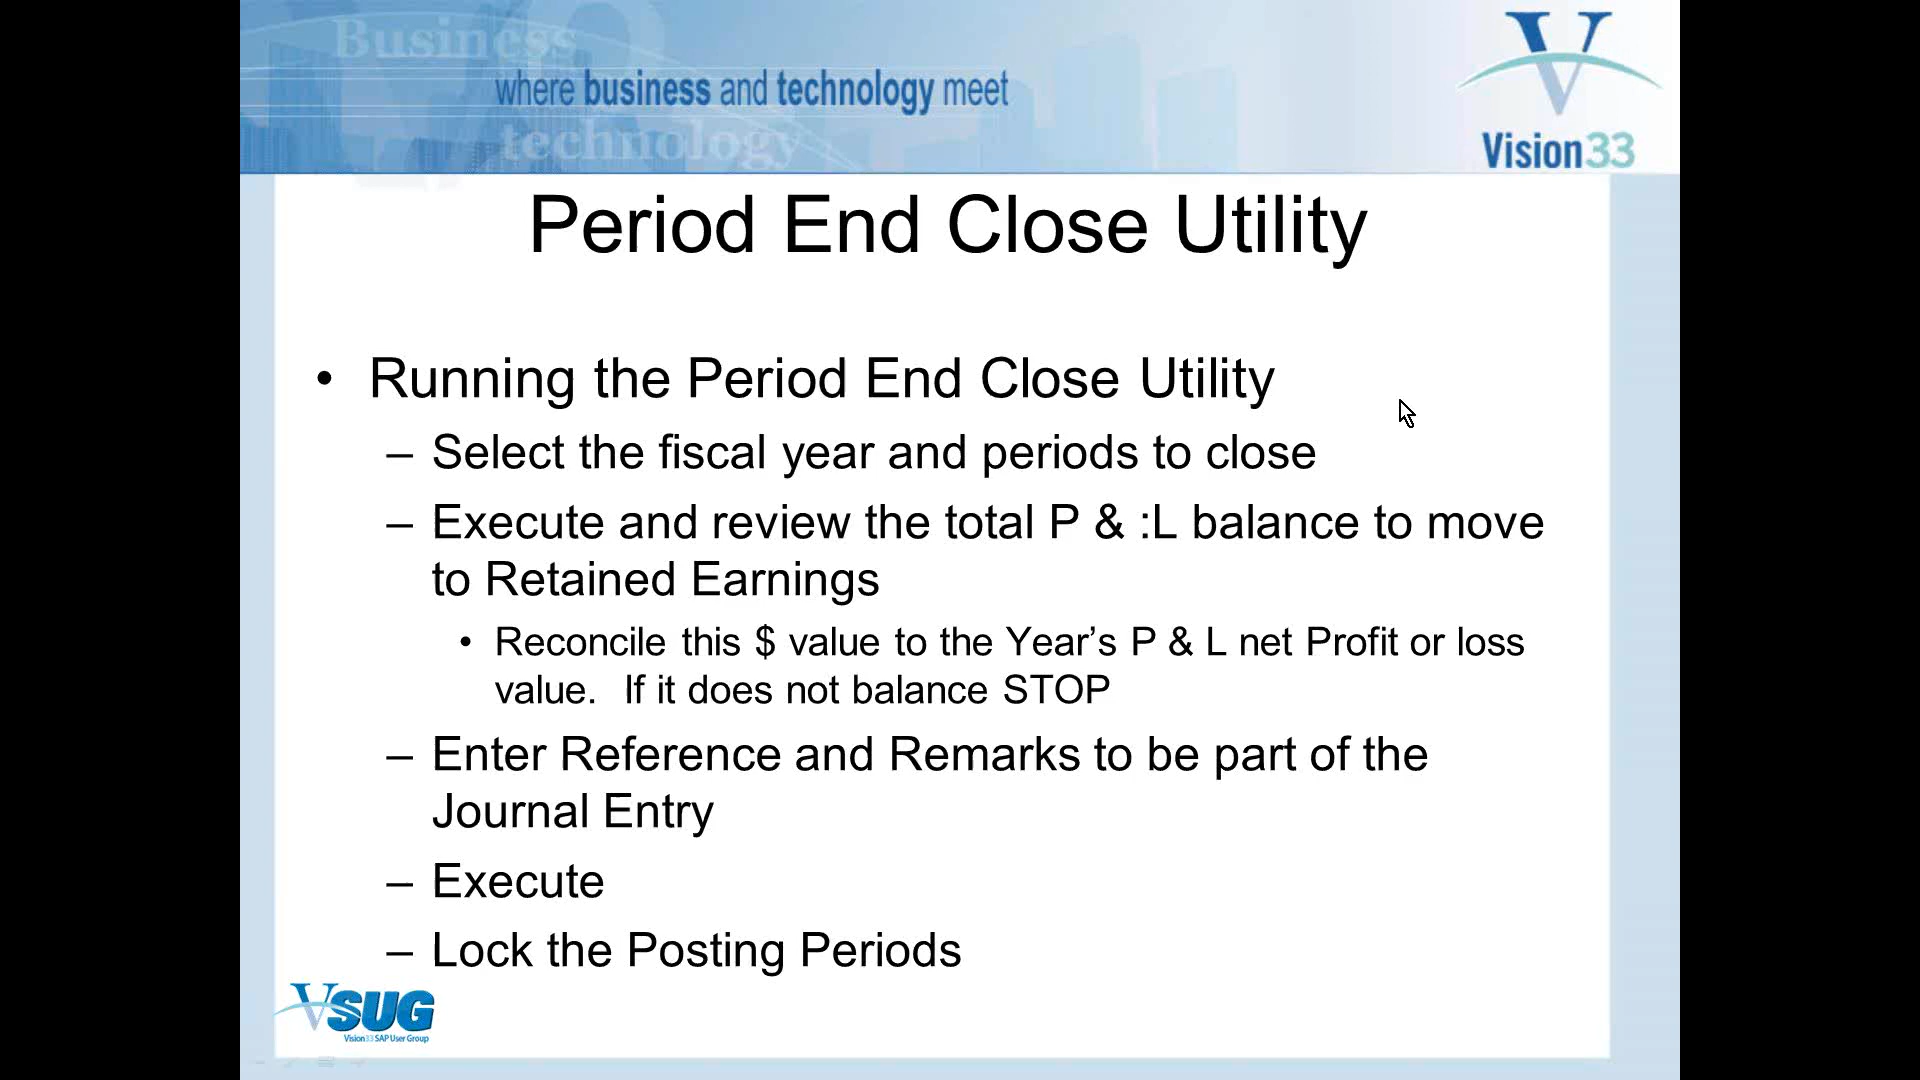 Business
where business and technology meet
technology
Vision33
Period End Close Utility
• Running the Period End Close Utility
– Select the fiscal year and periods to close
– Execute and review the total P & :L balance to move
to Retained Earnings
• Reconcile this $ value to the Year’s P & L net Profit or loss
value.  If it does not balance STOP
– Enter Reference and Remarks to be part of the
Journal Entry
– Execute
– Lock the Posting Periods
VSUG
Vision33 SAP User Group